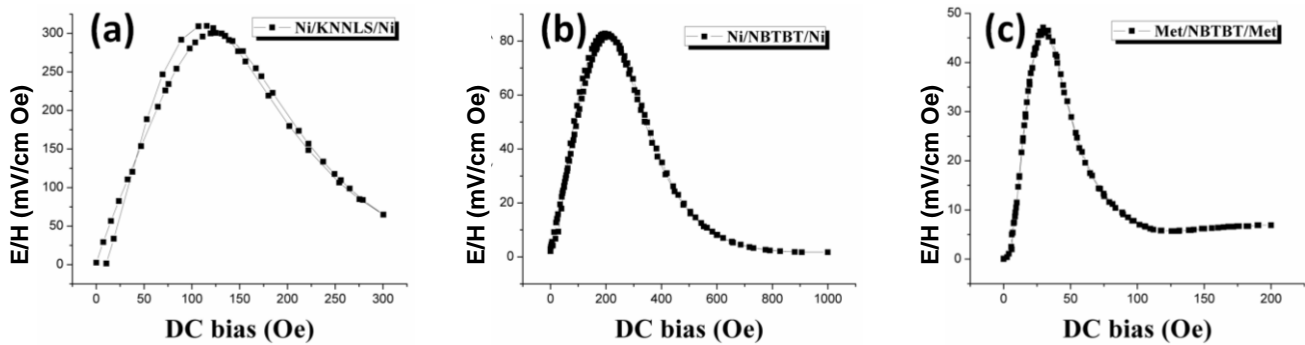 (a)
Ni/KNNLS/Ni
E/H (mV/cm Oe)
300
250
200
150
100
50
0
0 50 100 150 200 250 300
DC bias (Oe)
(b)
Ni/NBTBT/Ni
E/H (mV/cm Oe)
80
60
40
20
0
0 200 400 600 800 1000
DC bias (Oe)
(c)
Met/NBTBT/Met
E/H (mV/cm Oe)
50
40
30
20
10
0
0 50 100 150 200
DC bias (Oe)